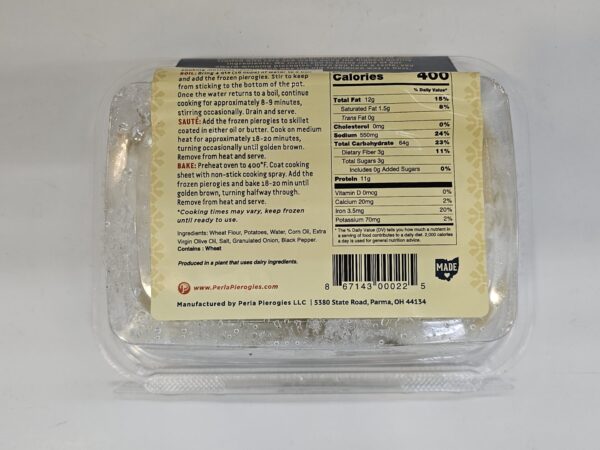 BOIL: Bring 4 qts (16 cups) of water to a boil
and add the frozen pierogies. Stir to keep
from sticking to the bottom of the pot.
Once the water returns to a boil, continue
cooking for approximately 8-9 minutes,
stirring occasionally. Drain and serve.
SAUTÉ: Add the frozen pierogies to skillet
coated in either oil or butter. Cook on medium
heat for approximately 18-20 minutes,
turning occasionally until golden brown.
Remove from heat and serve.
BAKE: Preheat oven to 400°F. Coat cooking
sheet with non-stick cooking spray. Add the
frozen pierogies and bake 18-20 min until
golden brown, turning halfway through.
Remove from heat and serve.
*Cooking times may vary, keep frozen
until ready to use.
Ingredients: Wheat Flour, Potatoes, Water, Corn Oil, Extra
Virgin Olive Oil, Salt, Granulated Onion, Black Pepper.
Contains : Wheat
Produced in a plant that uses dairy ingredients.
www.PerlaPierogies.com
Manufactured by Perla Pierogies LLC | 5380 State Road, Parma, OH 44134
Calories 400
% Daily Value*
Total Fat 12g 15%
Saturated Fat 1.5g 8%
Trans Fat 0g
Cholesterol 0mg 0%
Sodium 550mg 24%
Total Carbohydrate 64g 23%
Dietary Fiber 3g 11%
Total Sugars 3g
Includes 0g Added Sugars 0%
Protein 11g
Vitamin D 0mcg 0%
Calcium 20mg 2%
Iron 3.5mg 20%
Potassium 70mg 2%
* The % Daily Value (DV) tells you how much a nutrient in
a serving of food contributes to a daily diet. 2,000 calories
a day is used for general nutrition advice.
8 67143 00022 5
MADE